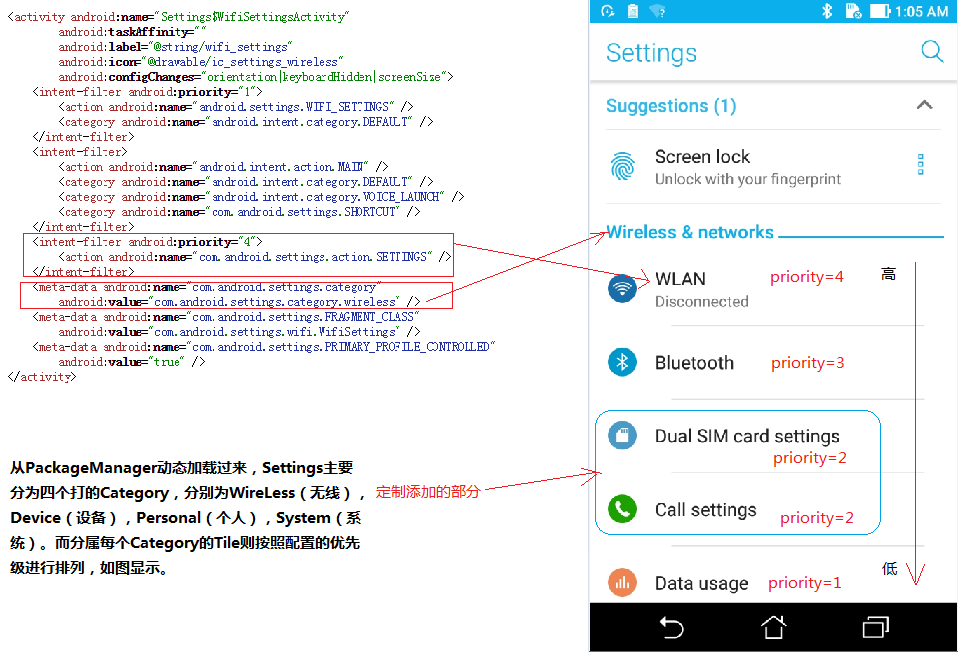 <activity android:name="Settings$WifiSettingsActivity"
android:taskAffinity=""
android:label="@string/wifi_settings"
android:icon="@drawable/ic_settings_wireless"
android:configChanges="orientation|keyboardHidden|screenSize">
<intent-filter android:priority="1">
<action android:name="android.settings.WIFI_SETTINGS" />
<category android:name="android.intent.category.DEFAULT" />
</intent-filter>
<intent-filter>
<action android:name="android.intent.action.MAIN" />
<category android:name="android.intent.category.DEFAULT" />
<category android:name="android.intent.category.VOICE_LAUNCH" />
<category android:name="com.android.settings.SHORTCUT" />
</intent-filter>
<intent-filter android:priority="4">
<action android:name="com.android.settings.action.SETTINGS" />
</intent-filter>
<meta-data android:name="com.android.settings.category"
android:value="com.android.settings.category.wireless" />
<meta-data android:name="com.android.settings.FRAGMENT_CLASS"
android:value="com.android.settings.wifi.WifiSettings" />
<meta-data android:name="com.android.settings.PRIMARY_PROFILE_CONTROLLED"
android:value="true" />
</activity>
从PackageManager动态加载过来，Settings主要
分为四个打的Category，分别为WireLess（无线），
Device（设备），Personal（个人），System（系
统）。而分属每个Category的Tile则按照配置的优先
级进行排列，如图显示。
定制添加的部分
1:05 AM
Settings
Suggestions (1)
Screen lock
Unlock with your fingerprint
Wireless & networks
WLAN priority=4 高
Disconnected
Bluetooth priority=3
Dual SIM card settings
priority=2
Call settings priority=2
低
Data usage priority=1